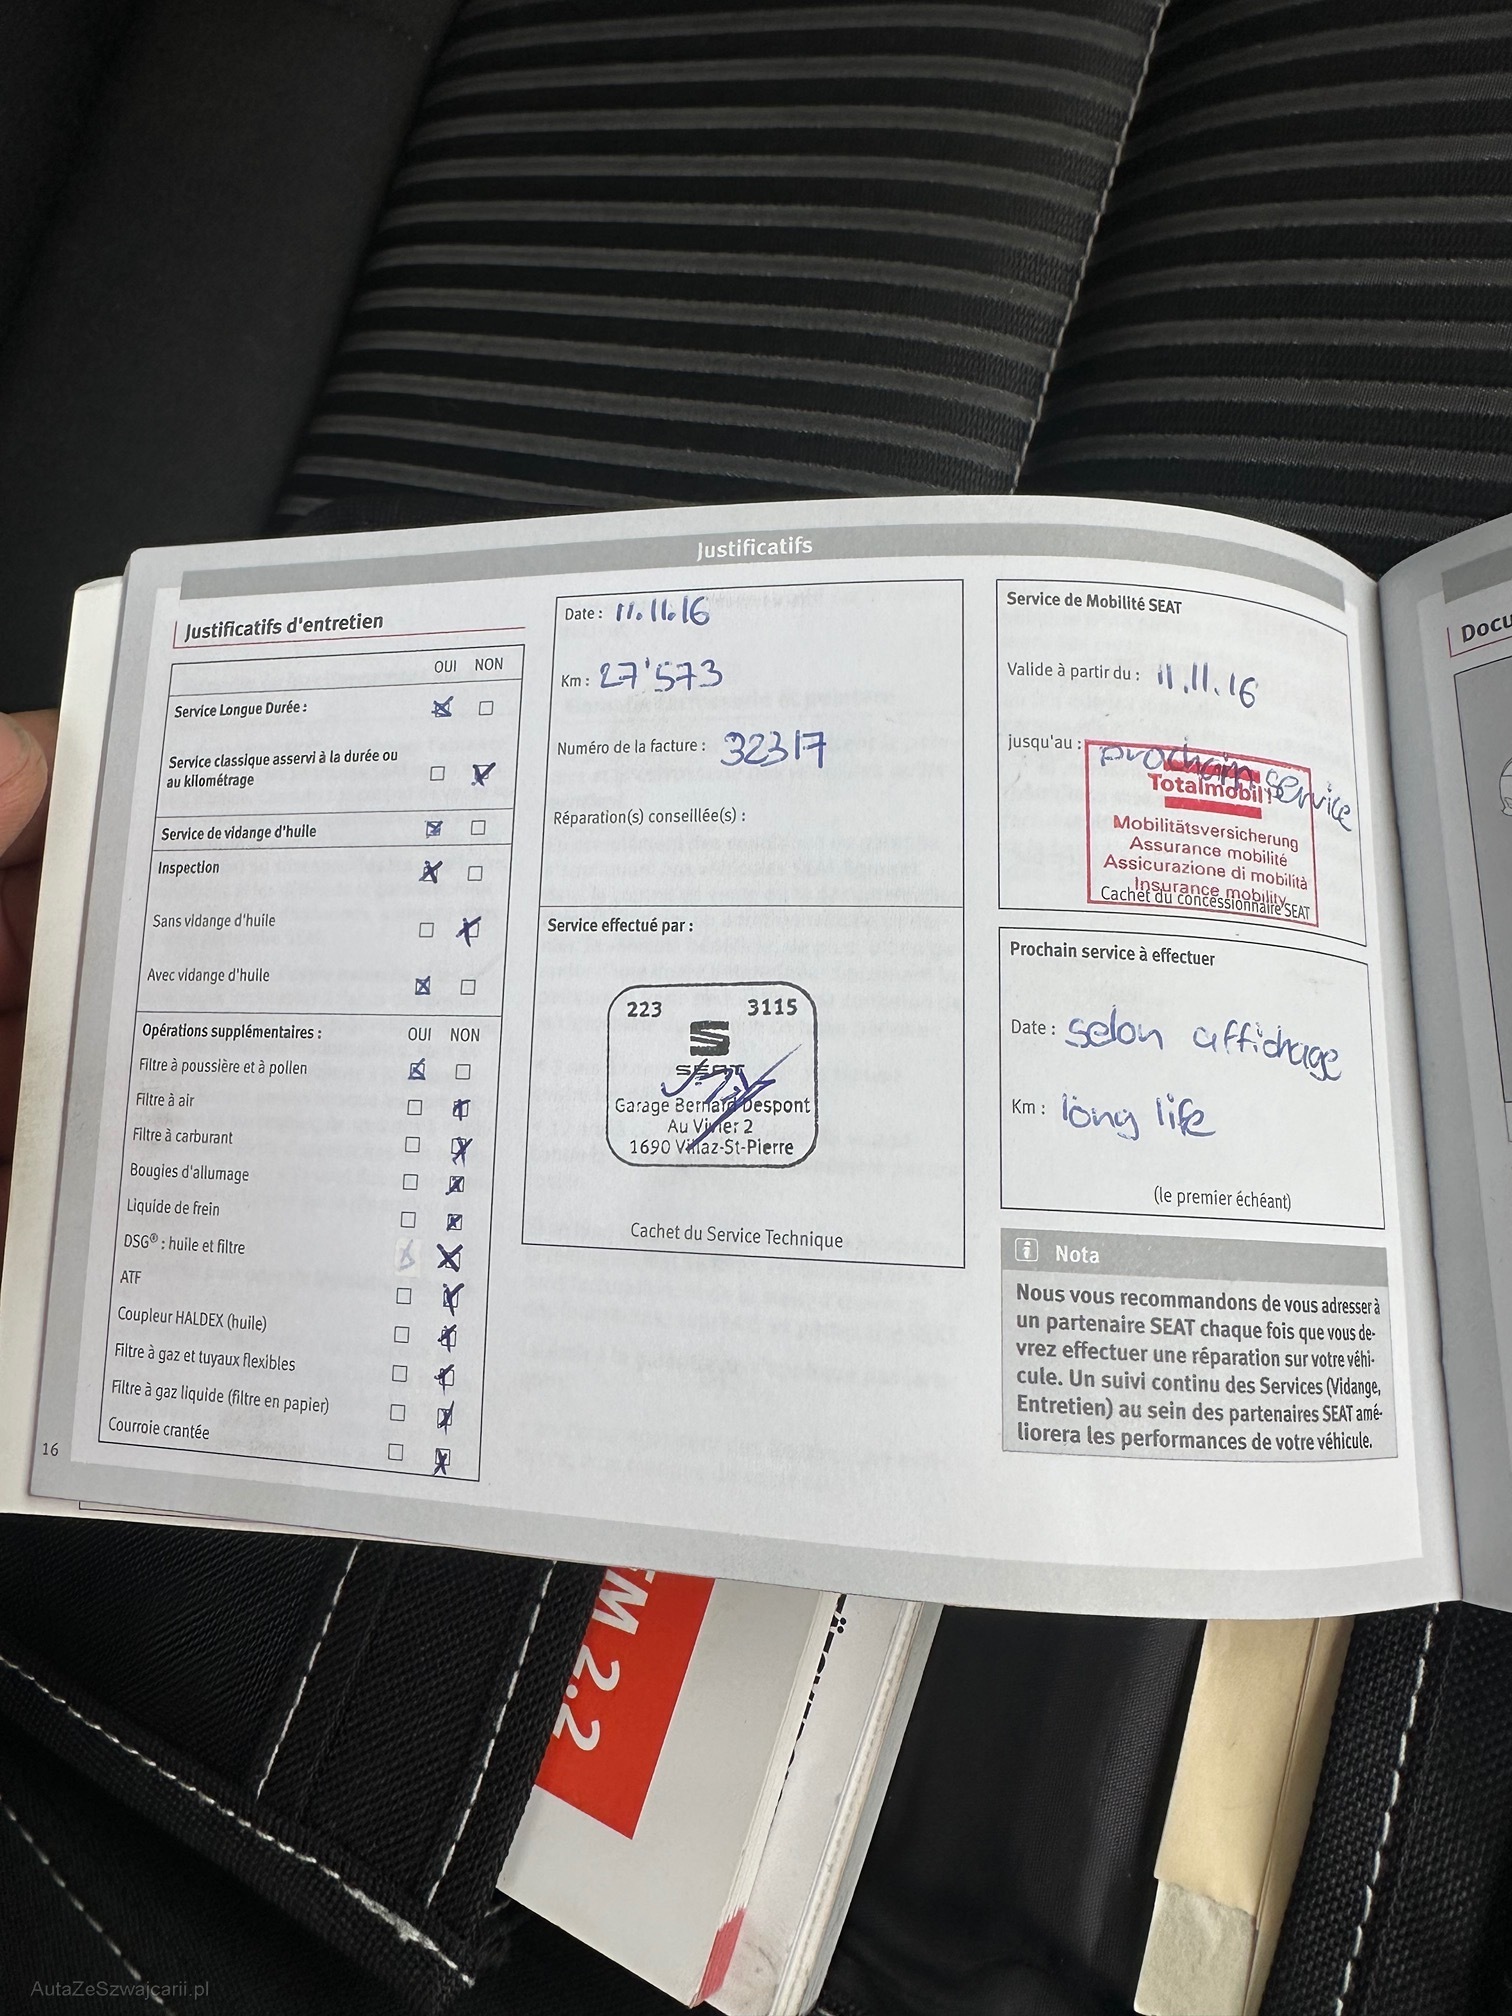 Justificatifs
Justificatifs d'entretien
OUI NON
Service Longue Durée :
Service classique asservi à la durée ou
au kilométrage
Service de vidange d'huile
Inspection
Sans vidange d'huile
Avec vidange d'huile
Opérations supplémentaires : OUI NON
Filtre à poussière et à pollen
Filtre à air
Filtre à carburant
Bougies d'allumage
Liquide de frein
DSG® : huile et filtre
ATF
Coupleur HALDEX (huile)
Filtre à gaz et tuyaux flexibles
Filtre à gaz liquide (filtre en papier)
Courroie crantée
16
Date : 11.11.16
Km : 27'573
Numéro de la facture : 32317
Réparation(s) conseillée(s) :
Service effectué par :
223 3115
SEAT
Garage Bernard Despont
Au Vivier 2
1690 Villaz-St-Pierre
Cachet du Service Technique
Service de Mobilité SEAT
Valide à partir du : 11.11.16
jusqu'au : prochain service
Totalmobil!
Mobilitätsversicherung
Assurance mobilité
Assicurazione di mobilità
Insurance mobility
Cachet du concessionnaire SEAT
Prochain service à effectuer
Date : selon affichage
Km : long life
(le premier échéant)
i Nota
Nous vous recommandons de vous adresser à
un partenaire SEAT chaque fois que vous de-
vrez effectuer une réparation sur votre véhi-
cule. Un suivi continu des Services (Vidange,
Entretien) au sein des partenaires SEAT amé-
liorera les performances de votre véhicule.
Docu
2.2
AutaZeSzwajcarii.pl